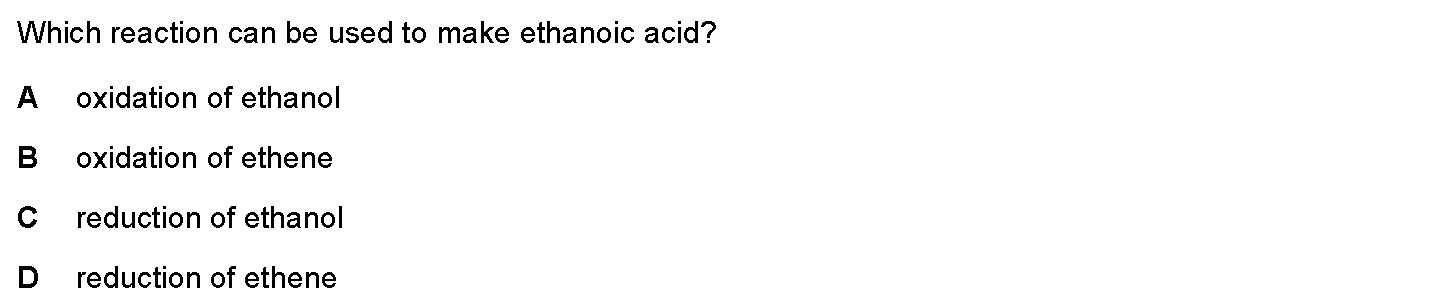 Which reaction can be used to make ethanoic acid?
A oxidation of ethanol
B oxidation of ethene
C reduction of ethanol
D reduction of ethene